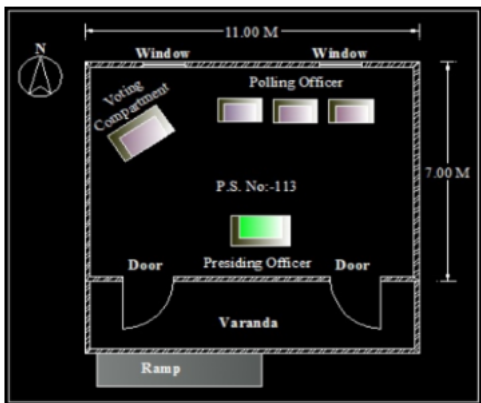 11.00 M
N
Window
Window
Polling Officer
Voting
Compartment
7.00 M
P.S. No:-113
Door
Presiding Officer
Door
Varanda
Ramp